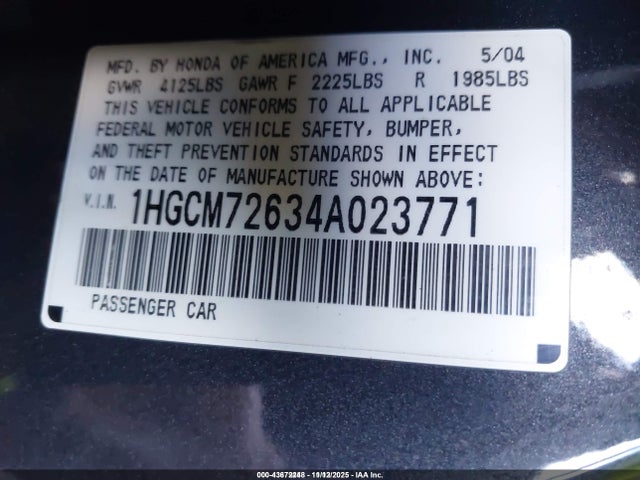 MFD. BY HONDA OF AMERICA MFG., INC. 5/04
GVWR 4125LBS GAWR F 2225LBS R 1985LBS
THIS VEHICLE CONFORMS TO ALL APPLICABLE
FEDERAL MOTOR VEHICLE SAFETY, BUMPER,
AND THEFT PREVENTION STANDARDS IN EFFECT
ON THE DATE OF MANUFACTURE SHOWN ABOVE:
V.I.N. 1HGCM72634A023771
PASSENGER CAR
- IAA Inc.